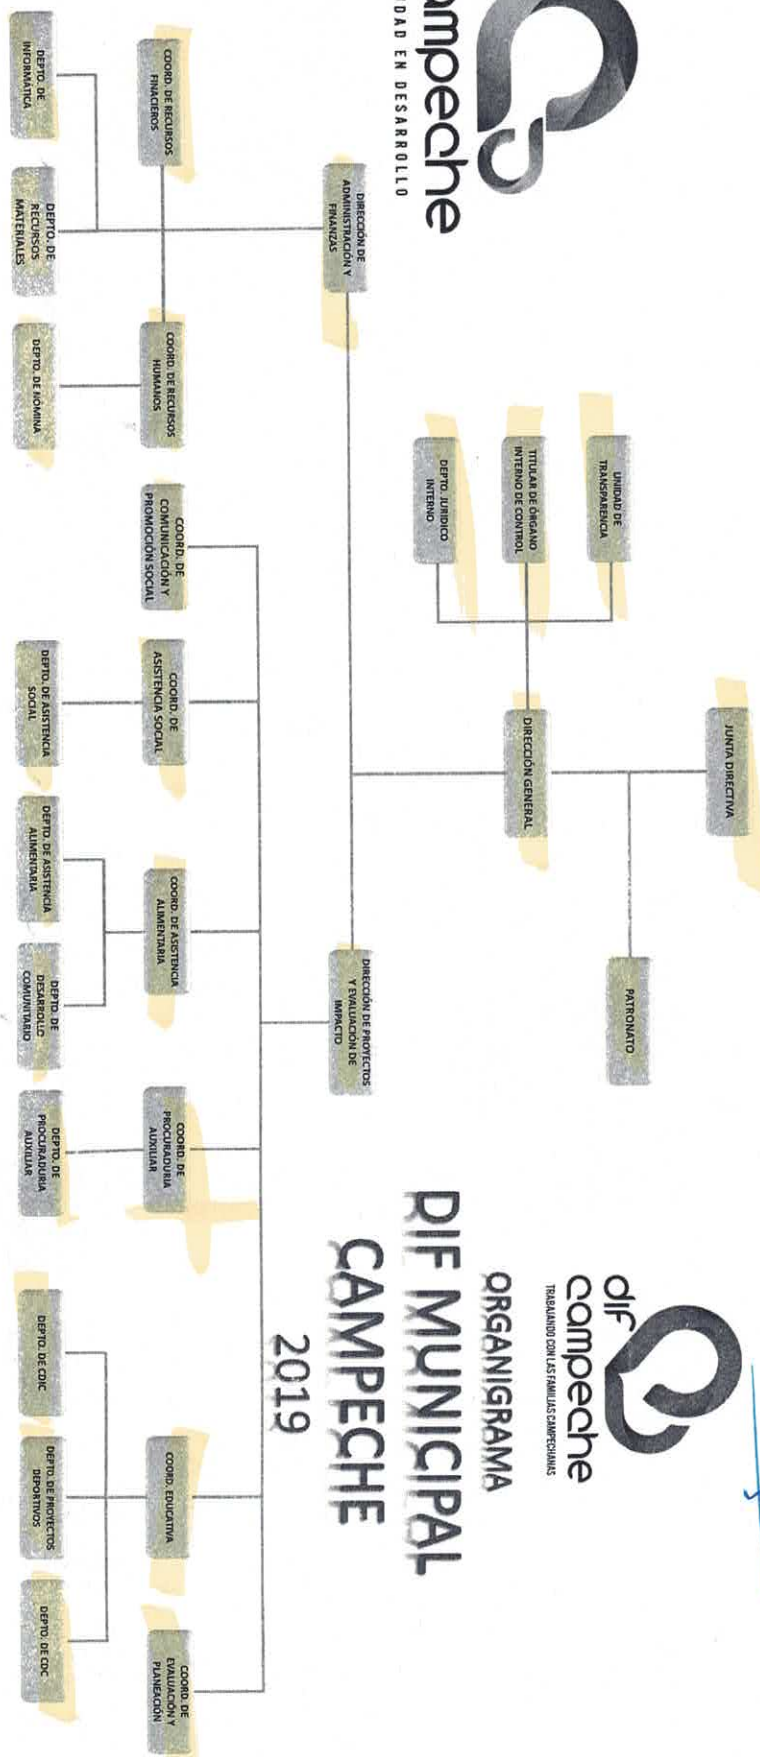 ampeche
DAD EN DESARROLLO
dif
campeche
TRABAJANDO CON LAS FAMILIAS CAMPECHANAS
ORGANIGRAMA
DIF MUNICIPAL
CAMPECHE
2019
JUNTA DIRECTIVA
PATRONATO
DIRECCIÓN GENERAL
UNIDAD DE
TRANSPARENCIA
TITULAR DE ÓRGANO
INTERNO DE CONTROL
DEPTO. JURIDICO
INTERNO
DIRECCIÓN DE
ADMINISTRACIÓN Y
FINANZAS
DIRECCIÓN DE PROYECTOS
Y EVALUACIÓN DE
IMPACTO
COORD. DE RECURSOS
FINACIEROS
COORD. DE RECURSOS
HUMANOS
COORD. DE
COMUNICACIÓN Y
PROMOCIÓN SOCIAL
COORD. DE
ASISTENCIA SOCIAL
COORD. DE ASISTENCIA
ALIMENTARIA
COORD. DE
PROCURADURIA
AUXILIAR
COORD. EDUCATIVA
COORD. DE
EVALUACIÓN Y
PLANEACIÓN
DEPTO. DE
INFORMÁTICA
DEPTO. DE
RECURSOS
MATERIALES
DEPTO. DE NÓMINA
DEPTO. DE ASISTENCIA
SOCIAL
DEPTO. DE ASISTENCIA
ALIMENTARIA
DEPTO. DE
DESARROLLO
COMUNITARIO
DEPTO. DE
PROCURADURIA
AUXILIAR
DEPTO. DE CDIC
DEPTO. DE PROYECTOS
DEPORTIVOS
DEPTO. DE CDC